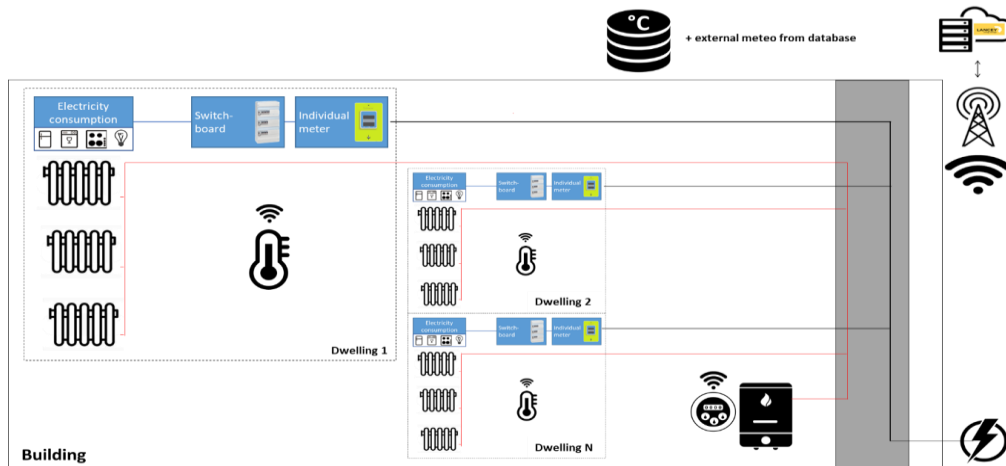 °C
+ external meteo from database
LANCEY
Electricity
consumption
Switch-
board
Individual
meter
Dwelling 1
Electricity
consumption
Switch-
board
Individual
meter
Dwelling 2
Electricity
consumption
Switch-
board
Individual
meter
Dwelling N
Building